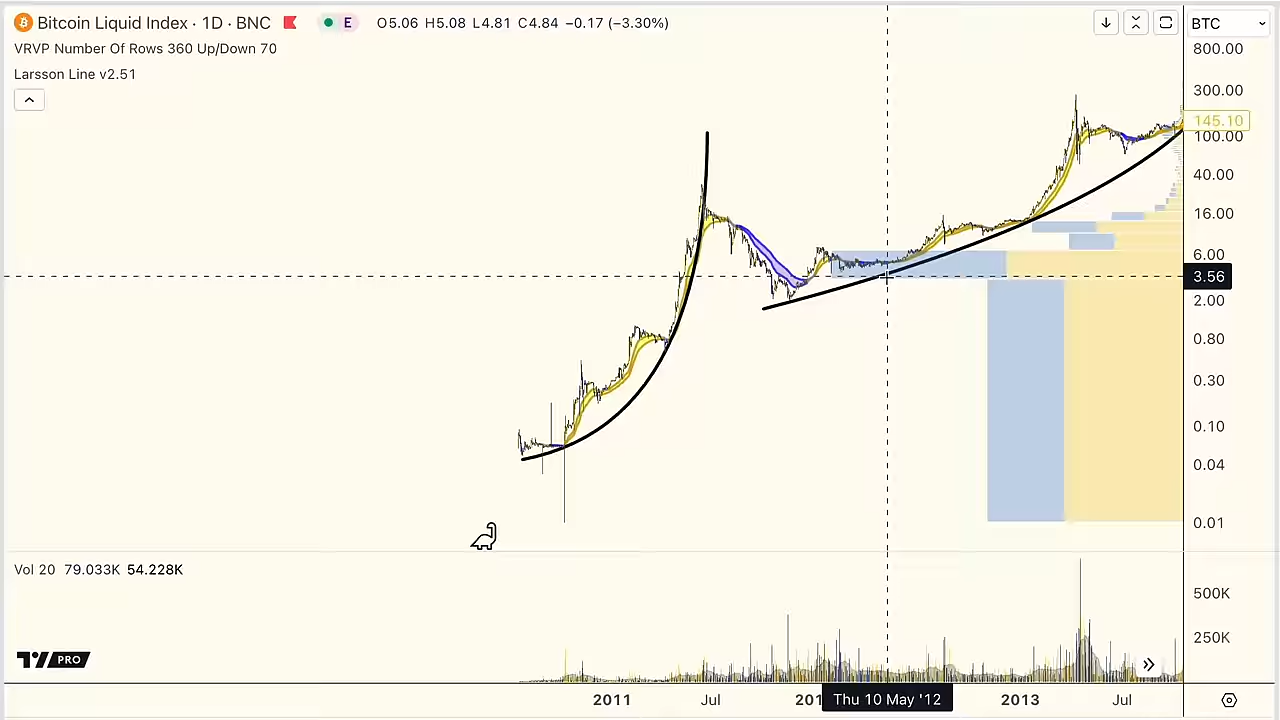 Bitcoin Liquid Index · 1D · BNC E O5.06 H5.08 L4.81 C4.84 −0.17 (−3.30%)
BTC
VRVP Number Of Rows 360 Up/Down 70
Larsson Line v2.51
800.00
300.00
145.10
100.00
40.00
16.00
6.00
3.56
2.00
0.80
0.30
0.10
0.04
0.01
Vol 20 79.033K 54.228K
500K
250K
PRO
2011 Jul 201 Thu 10 May '12 2013 Jul